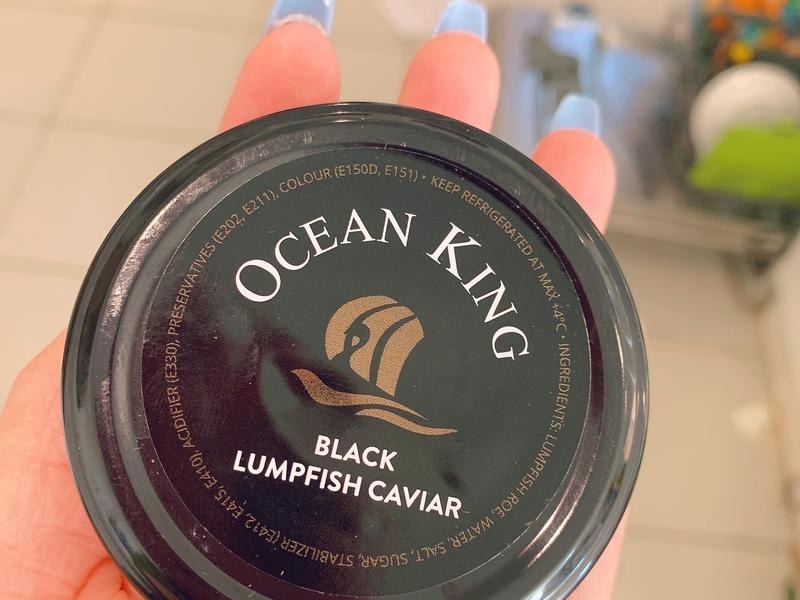 OCEAN KING
BLACK
LUMPFISH CAVIAR
KEEP REFRIGERATED AT MAX +4°C • INGREDIENTS: LUMPFISH ROE, WATER, SALT, SUGAR, STABILIZER (E412, E415, E410), ACIDIFIER (E330), PRESERVATIVES (E202, E211), COLOUR (E150D, E151) •